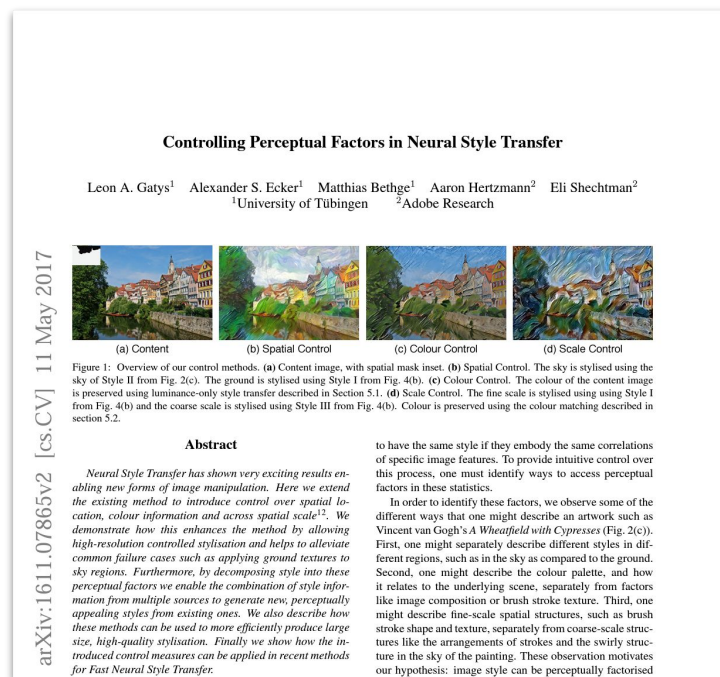 Controlling Perceptual Factors in Neural Style Transfer
Leon A. Gatys1 Alexander S. Ecker1 Matthias Bethge1 Aaron Hertzmann2 Eli Shechtman2
1University of Tübingen 2Adobe Research
arXiv:1611.07865v2 [cs.CV] 11 May 2017
(a) Content
(b) Spatial Control
(c) Colour Control
(d) Scale Control
Figure 1: Overview of our control methods. (a) Content image, with spatial mask inset. (b) Spatial Control. The sky is stylised using the
sky of Style II from Fig. 2(c). The ground is stylised using Style I from Fig. 4(b). (c) Colour Control. The colour of the content image
is preserved using luminance-only style transfer described in Section 5.1. (d) Scale Control. The fine scale is stylised using using Style I
from Fig. 4(b) and the coarse scale is stylised using Style III from Fig. 4(b). Colour is preserved using the colour matching described in
section 5.2.
Abstract
Neural Style Transfer has shown very exciting results en-
abling new forms of image manipulation. Here we extend
the existing method to introduce control over spatial lo-
cation, colour information and across spatial scale12. We
demonstrate how this enhances the method by allowing
high-resolution controlled stylisation and helps to alleviate
common failure cases such as applying ground textures to
sky regions. Furthermore, by decomposing style into these
perceptual factors we enable the combination of style infor-
mation from multiple sources to generate new, perceptually
appealing styles from existing ones. We also describe how
these methods can be used to more efficiently produce large
size, high-quality stylisation. Finally we show how the in-
troduced control measures can be applied in recent methods
for Fast Neural Style Transfer.
to have the same style if they embody the same correlations
of specific image features. To provide intuitive control over
this process, one must identify ways to access perceptual
factors in these statistics.
In order to identify these factors, we observe some of the
different ways that one might describe an artwork such as
Vincent van Gogh's A Wheatfield with Cypresses (Fig. 2(c)).
First, one might separately describe different styles in dif-
ferent regions, such as in the sky as compared to the ground.
Second, one might describe the colour palette, and how
it relates to the underlying scene, separately from factors
like image composition or brush stroke texture. Third, one
might describe fine-scale spatial structures, such as brush
stroke shape and texture, separately from coarse-scale struc-
tures like the arrangements of strokes and the swirly struc-
ture in the sky of the painting. These observation motivates
our hypothesis: image style can be perceptually factorised